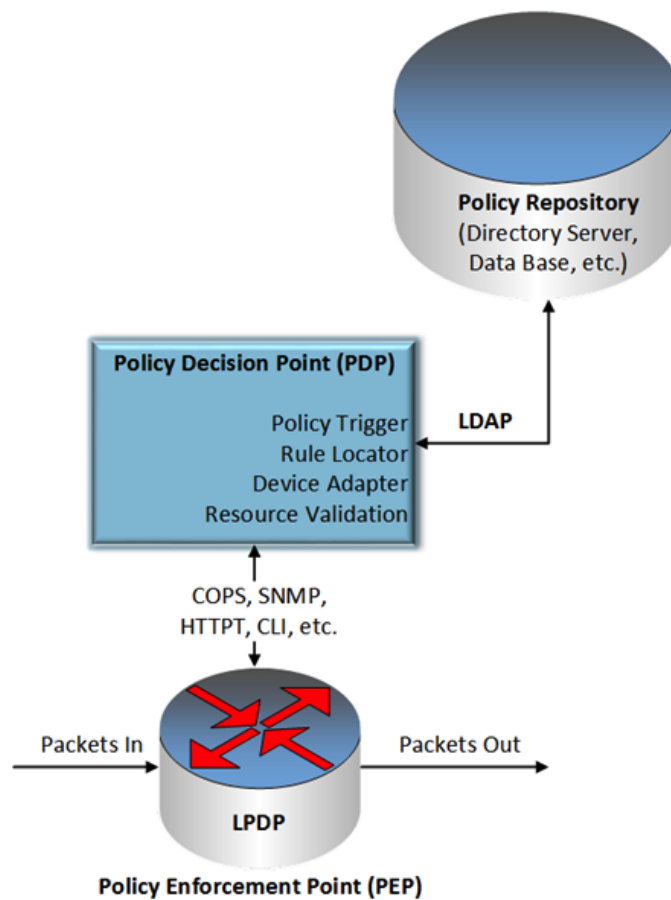 Policy Repository
(Directory Server,
Data Base, etc.)
Policy Decision Point (PDP)
Policy Trigger
Rule Locator
Device Adapter
Resource Validation
LDAP
COPS, SNMP,
HTTPT, CLI, etc.
Packets In
Packets Out
LPDP
Policy Enforcement Point (PEP)